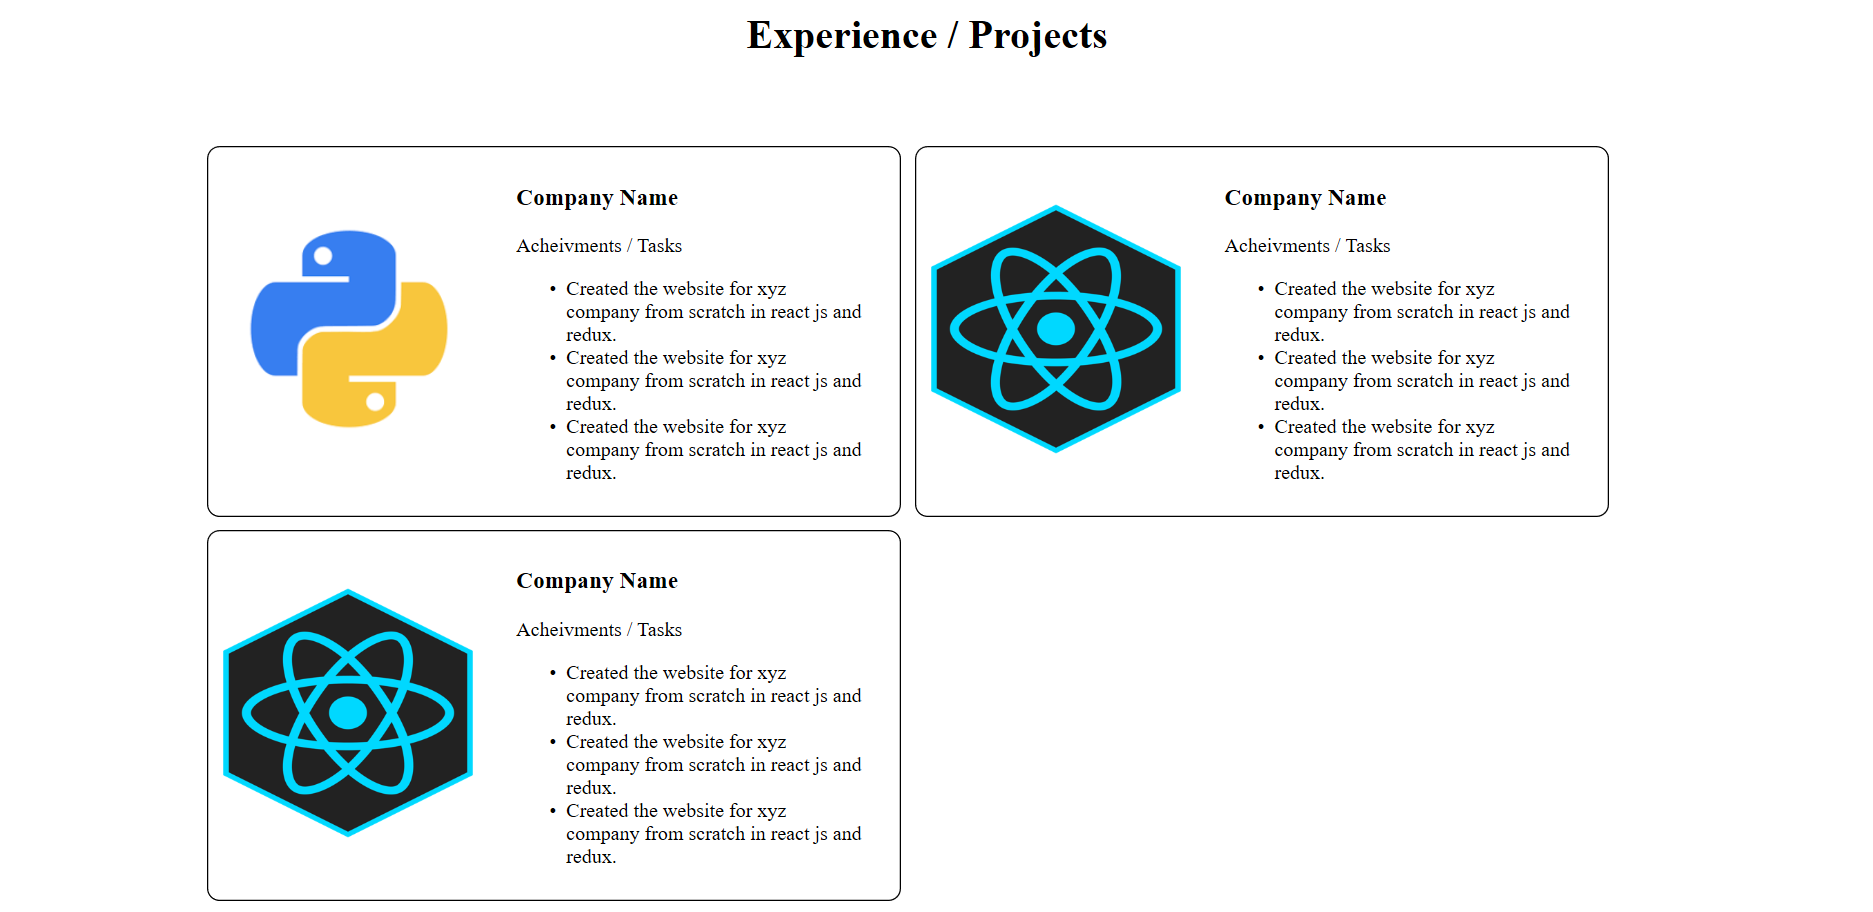 Experience / Projects
Company Name
Acheivments / Tasks
• Created the website for xyz
company from scratch in react js and
redux.
• Created the website for xyz
company from scratch in react js and
redux.
• Created the website for xyz
company from scratch in react js and
redux.
Company Name
Acheivments / Tasks
• Created the website for xyz
company from scratch in react js and
redux.
• Created the website for xyz
company from scratch in react js and
redux.
• Created the website for xyz
company from scratch in react js and
redux.
Company Name
Acheivments / Tasks
• Created the website for xyz
company from scratch in react js and
redux.
• Created the website for xyz
company from scratch in react js and
redux.
• Created the website for xyz
company from scratch in react js and
redux.